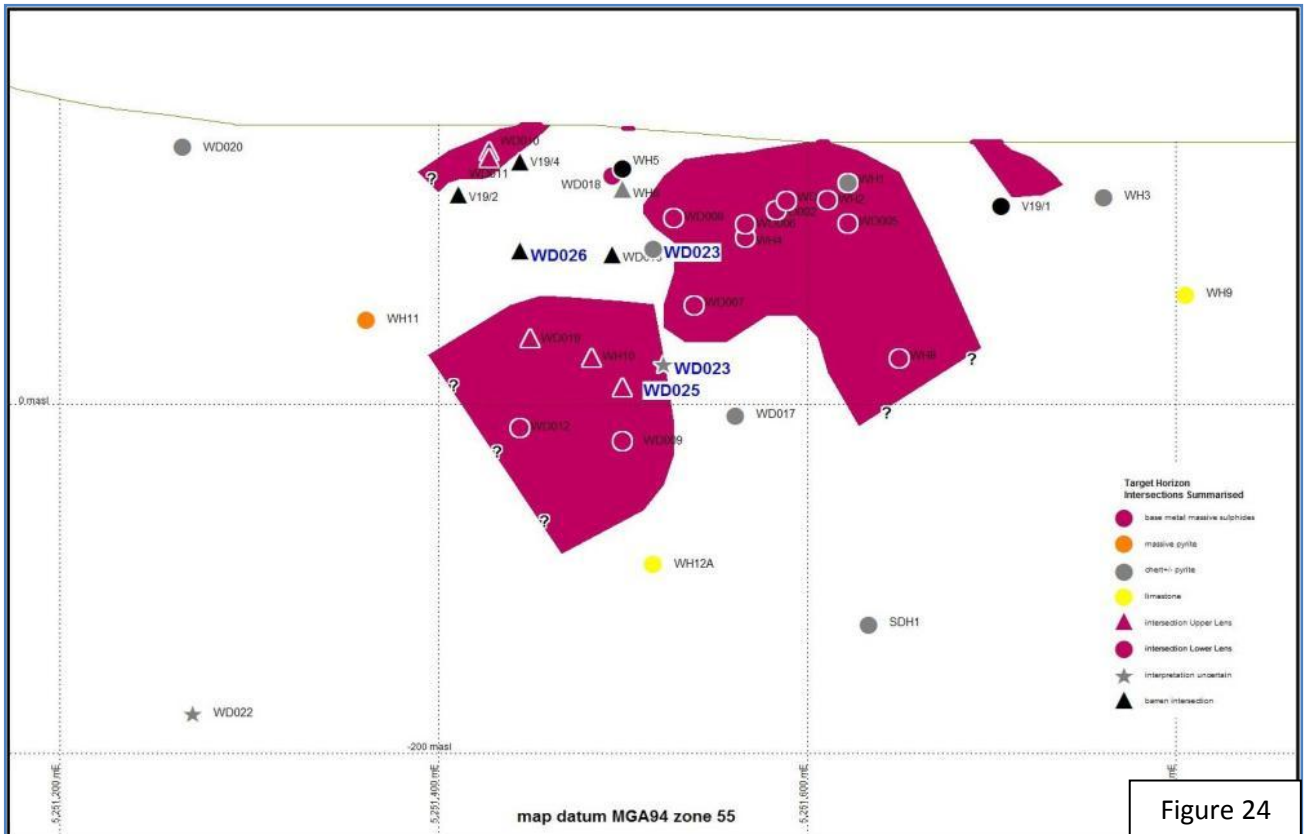 WD020
WD010
WD011
?
V19/4
V19/2
WH5
WD018
WH6
WH1
WH2
WH3
V19/1
WD008
WD006
WD005
WH4
WD026
WD023
WH9
WH11
WD007
WH8
?
?
WD019
WH10
WD023
WD025
?
0 masl
WD017
WD012
WD009
?
?
WH12A
SDH1
WD022
-200 masl
Target Horizon
Intersections Summarised
base metal massive sulphides
massive pyrite
chert+/- pyrite
limestone
intersection Upper Lens
intersection Lower Lens
interpretation uncertain
barren intersection
5,251,200 mE
5,251,400 mE
5,251,600 mE
map datum MGA94 zone 55
Figure 24